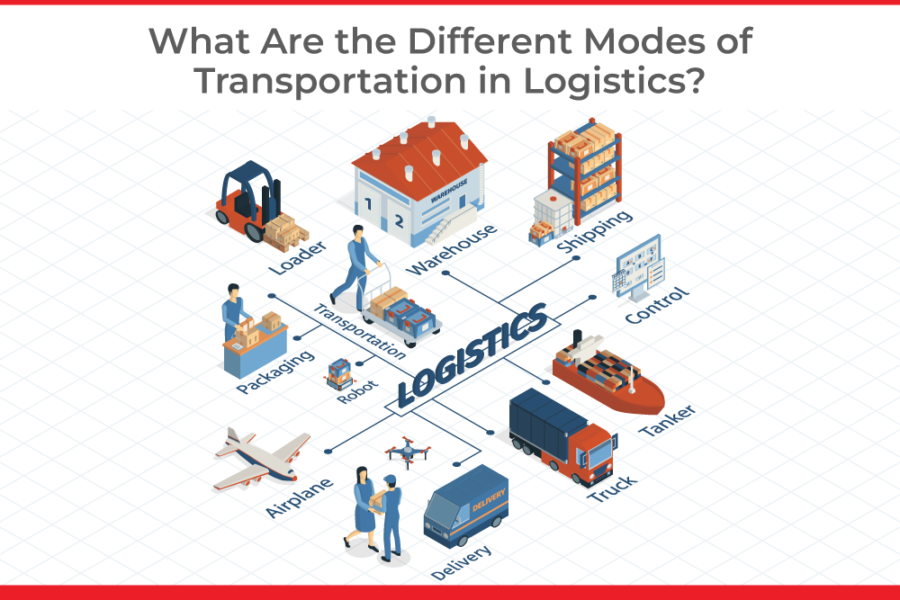 What Are the Different Modes of
Transportation in Logistics?
1
2
WAREHOUSE
Loader
Warehouse
Shipping
Control
Transportation
Packaging
Robot
LOGISTICS
Tanker
Truck
Airplane
DELIVERY
Delivery